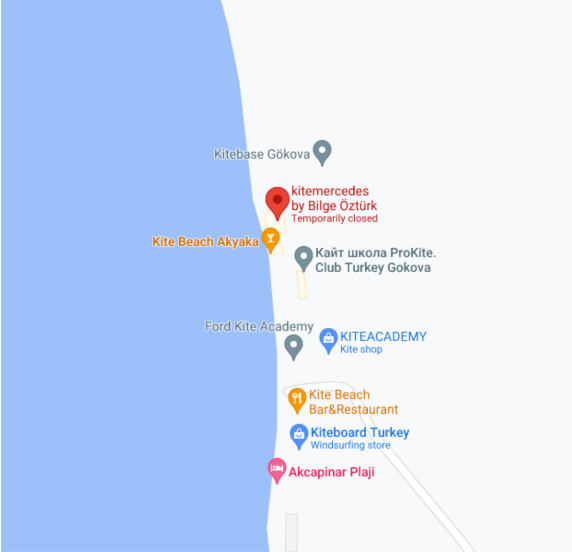 Kitebase Gökova
kitemercedes
by Bilge Öztürk
Temporarily closed
Kite Beach Akyaka
Кайт школа ProKite.
Club Turkey Gokova
Ford Kite Academy
KITEACADEMY
Kite shop
Kite Beach
Bar&Restaurant
Kiteboard Turkey
Windsurfing store
Akcapinar Plaji